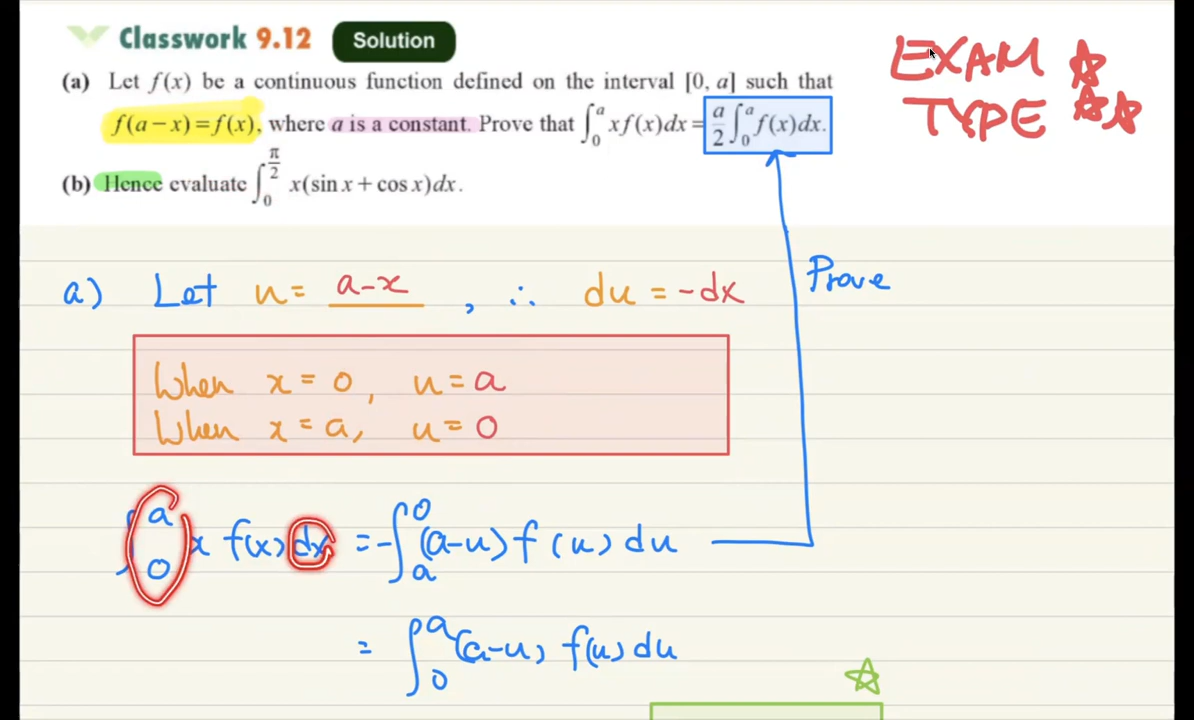 Classwork 9.12 Solution
(a) Let f(x) be a continuous function defined on the interval [0, a] such that
f(a−x)=f(x), where a is a constant. Prove that ∫₀ᵃ xf(x)dx = a/2 ∫₀ᵃ f(x)dx.
(b) Hence evaluate ∫₀^(π/2) x(sin x + cos x)dx.
EXAM
TYPE
Prove
a) Let u = a-x, ∴ du = -dx
When x = 0, u = a
When x = a, u = 0
∫₀ᵃ x f(x) dx = -∫ₐ⁰ (a-u) f(u) du
= ∫₀ᵃ (a-u) f(u) du